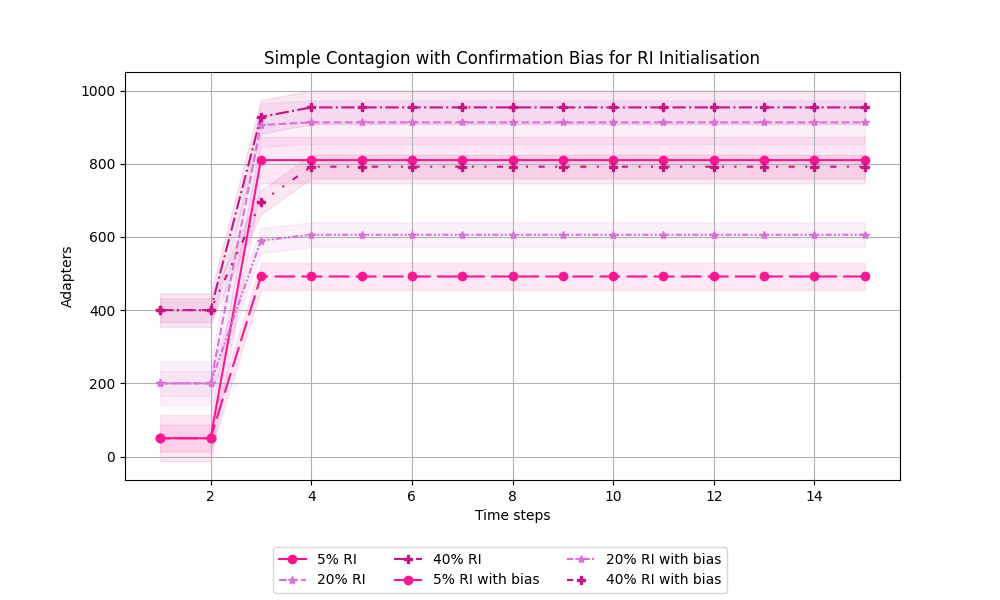 Simple Contagion with Confirmation Bias for RI Initialisation
1000
800
600
400
200
0
Adapters
2 4 6 8 10 12 14
Time steps
5% RI 40% RI 20% RI with bias
20% RI 5% RI with bias 40% RI with bias